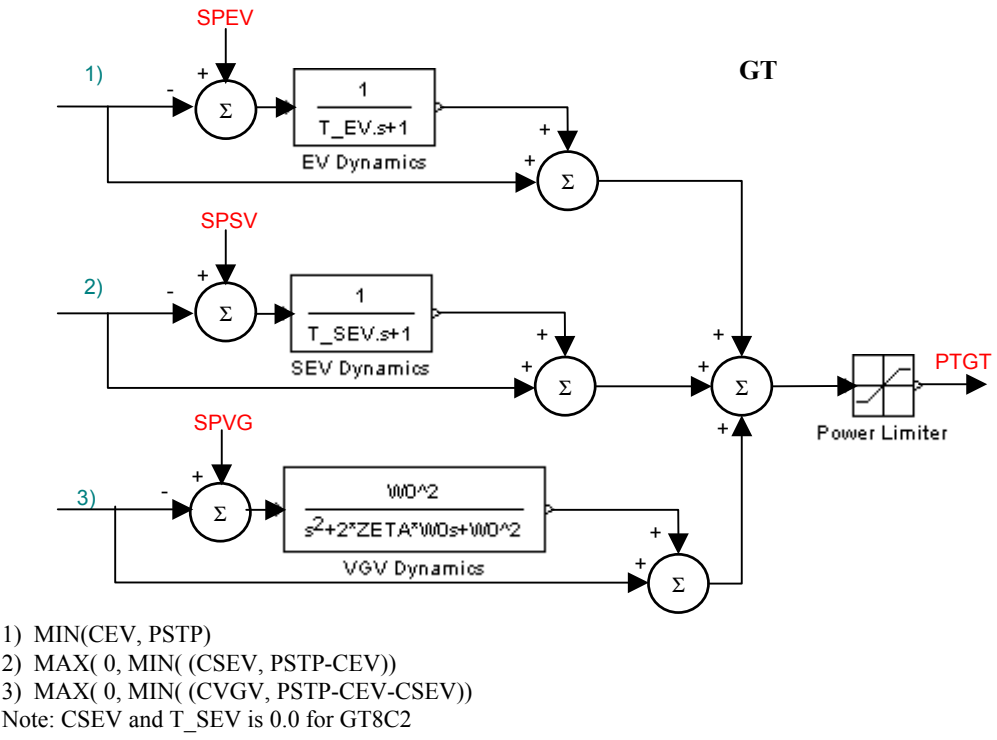 SPEV
GT
1)
-
+
Σ
1
T_EV.s+1
EV Dynamics
+
+
Σ
SPSV
2)
-
+
Σ
1
T_SEV.s+1
SEV Dynamics
+
+
Σ
+
+
+
Σ
PTGT
Power Limiter
SPVG
3)
-
+
Σ
W0^2
s²+2*ZETA*W0s+W0^2
VGV Dynamics
+
+
Σ
1) MIN(CEV, PSTP)
2) MAX( 0, MIN( (CSEV, PSTP-CEV))
3) MAX( 0, MIN( (CVGV, PSTP-CEV-CSEV))
Note: CSEV and T_SEV is 0.0 for GT8C2